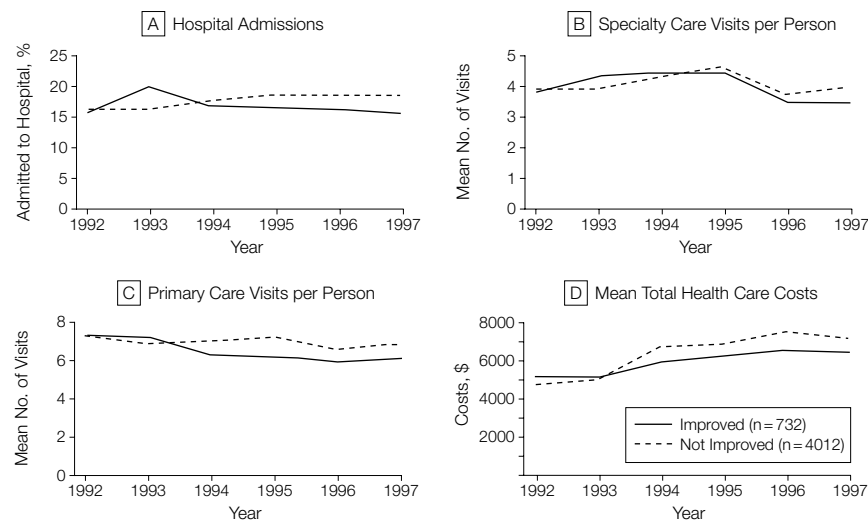 A Hospital Admissions
Admitted to Hospital, %
25
20
15
10
5
0
1992 1993 1994 1995 1996 1997
Year
B Specialty Care Visits per Person
Mean No. of Visits
5
4
3
2
1
0
1992 1993 1994 1995 1996 1997
Year
C Primary Care Visits per Person
Mean No. of Visits
8
6
4
2
0
1992 1993 1994 1995 1996 1997
Year
D Mean Total Health Care Costs
Costs, $
8000
6000
4000
2000
Improved (n = 732)
Not Improved (n = 4012)
1992 1993 1994 1995 1996 1997
Year